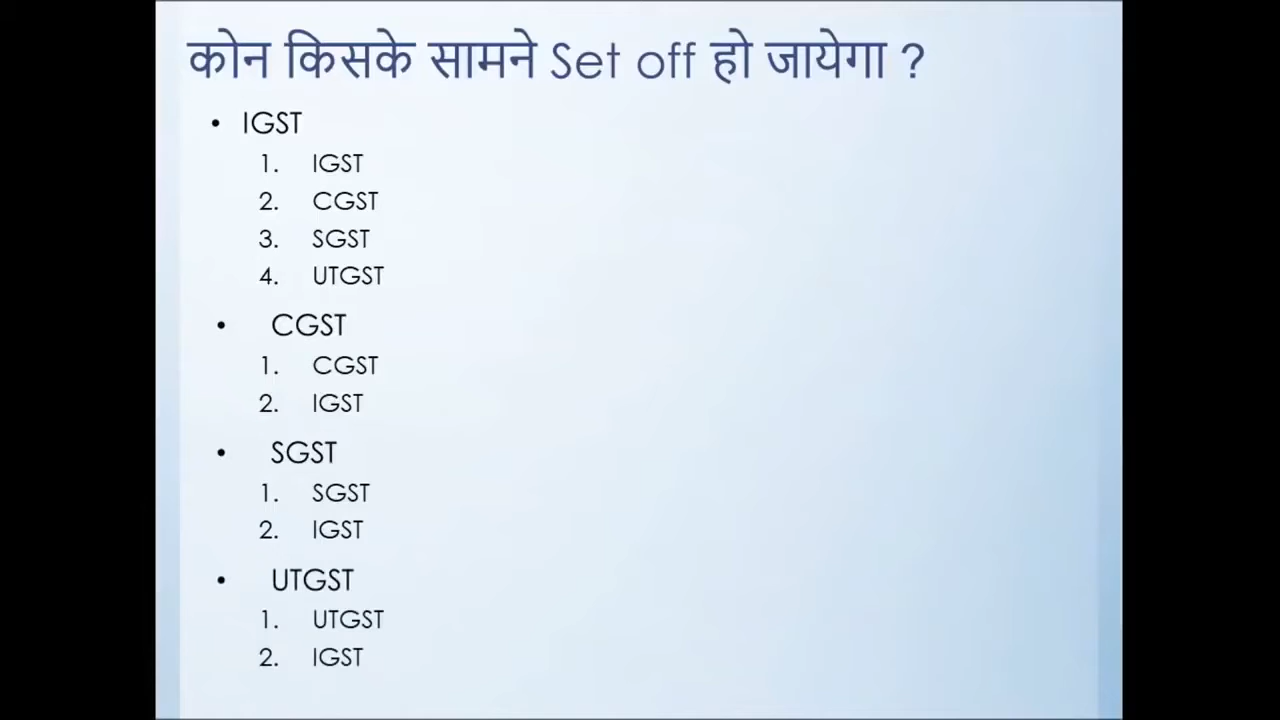 कोन किसके सामने Set off हो जायेगा ?
• IGST
1. IGST
2. CGST
3. SGST
4. UTGST
• CGST
1. CGST
2. IGST
• SGST
1. SGST
2. IGST
• UTGST
1. UTGST
2. IGST